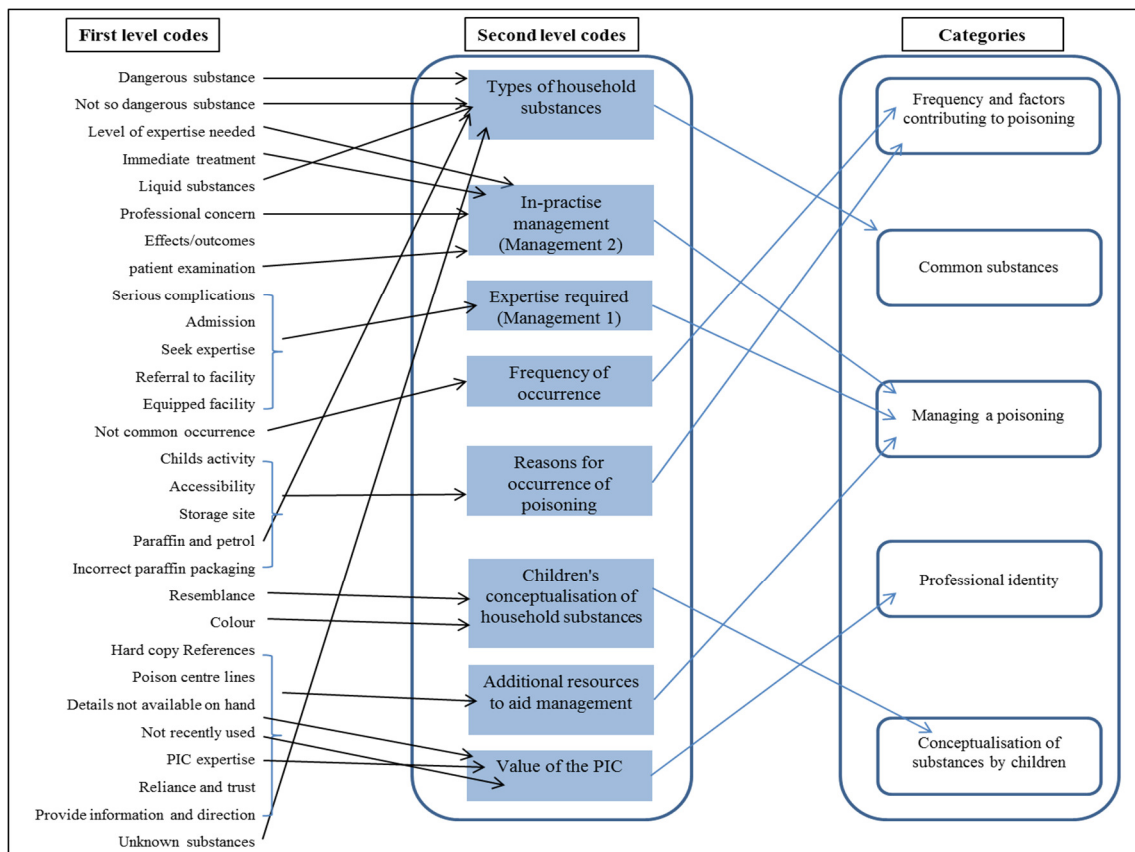 First level codes
Dangerous substance
Not so dangerous substance
Level of expertise needed
Immediate treatment
Liquid substances
Professional concern
Effects/outcomes
patient examination
Serious complications
Admission
Seek expertise
Referral to facility
Equipped facility
Not common occurrence
Childs activity
Accessibility
Storage site
Paraffin and petrol
Incorrect paraffin packaging
Resemblance
Colour
Hard copy References
Poison centre lines
Details not available on hand
Not recently used
PIC expertise
Reliance and trust
Provide information and direction
Unknown substances
Second level codes
Types of household
substances
In-practise
management
(Management 2)
Expertise required
(Management 1)
Frequency of
occurrence
Reasons for
occurrence of
poisoning
Children's
conceptualisation of
household substances
Additional resources
to aid management
Value of the PIC
Categories
Frequency and factors
contributing to poisoning
Common substances
Managing a poisoning
Professional identity
Conceptualisation of
substances by children